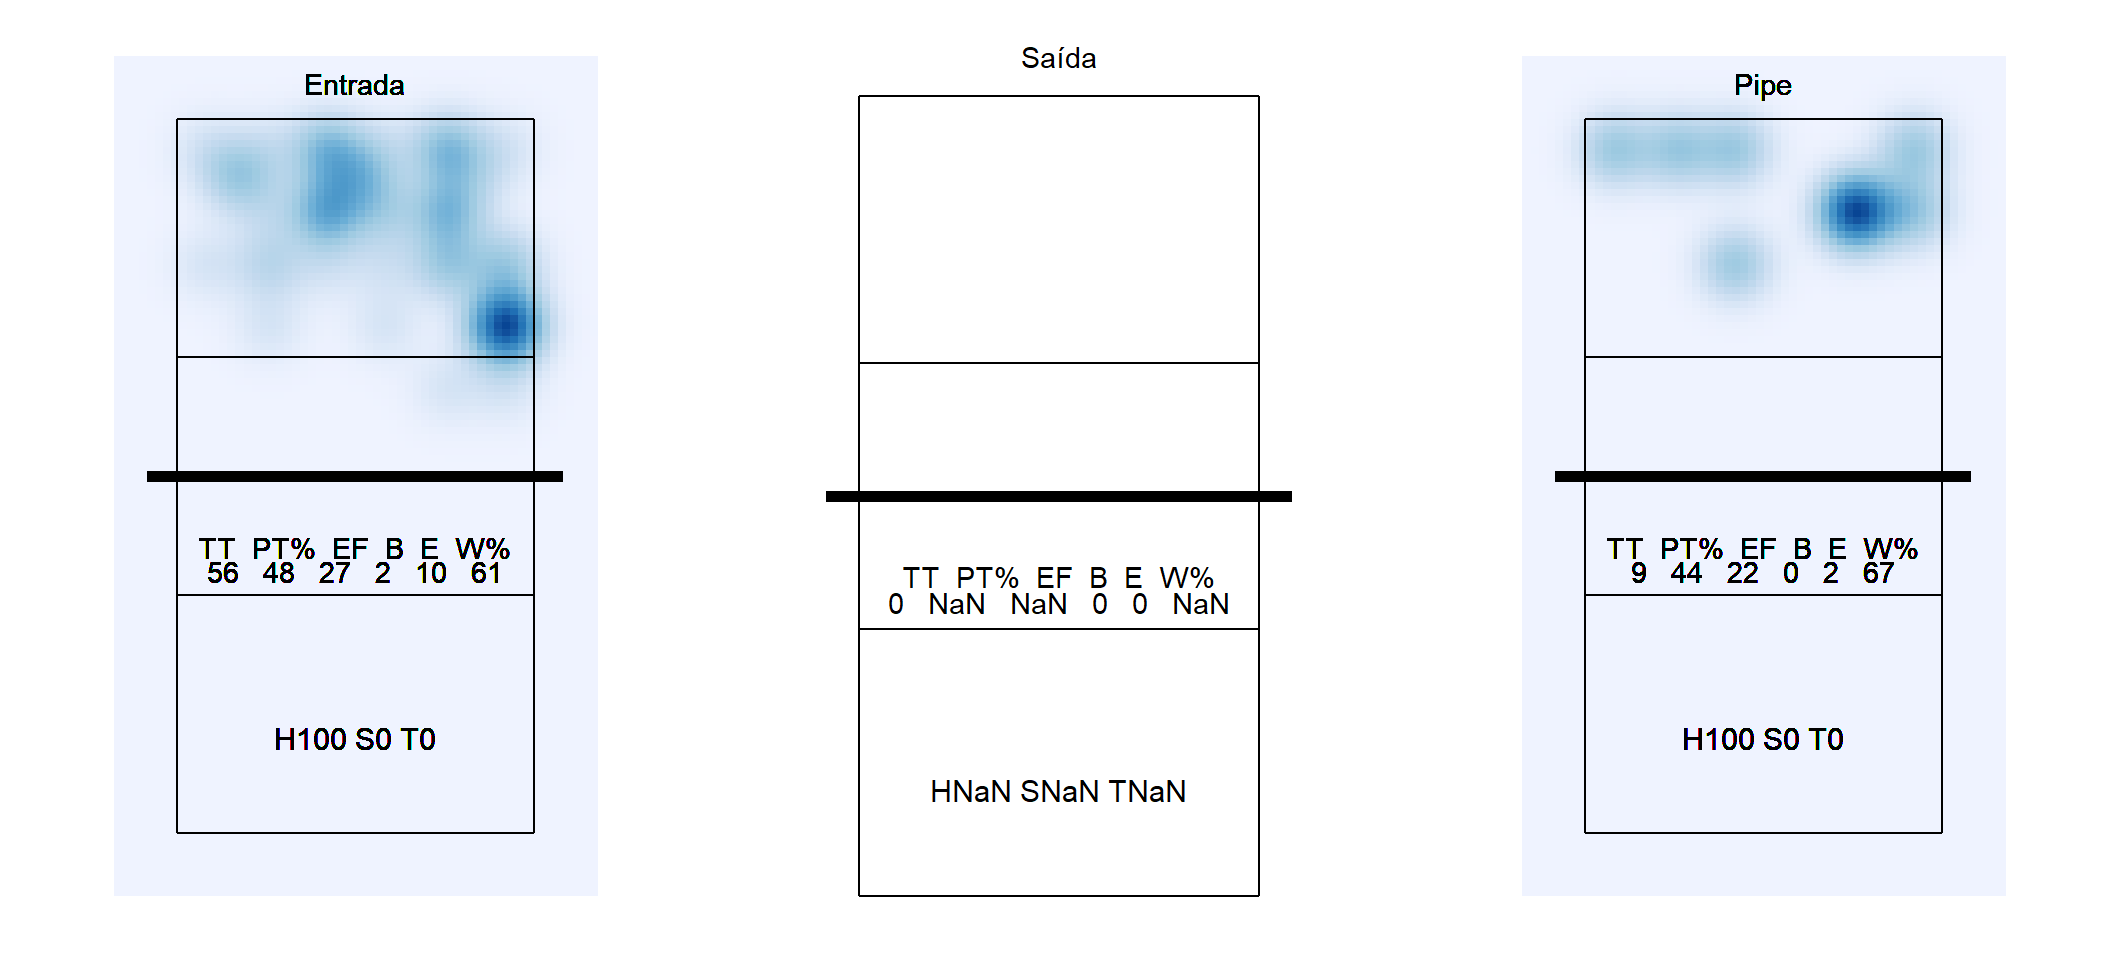 Entrada
TT PT% EF B E W%
56 48 27 2 10 61
H100 S0 T0
Saída
TT PT% EF B E W%
0 NaN NaN 0 0 NaN
HNaN SNaN TNaN
Pipe
TT PT% EF B E W%
9 44 22 0 2 67
H100 S0 T0